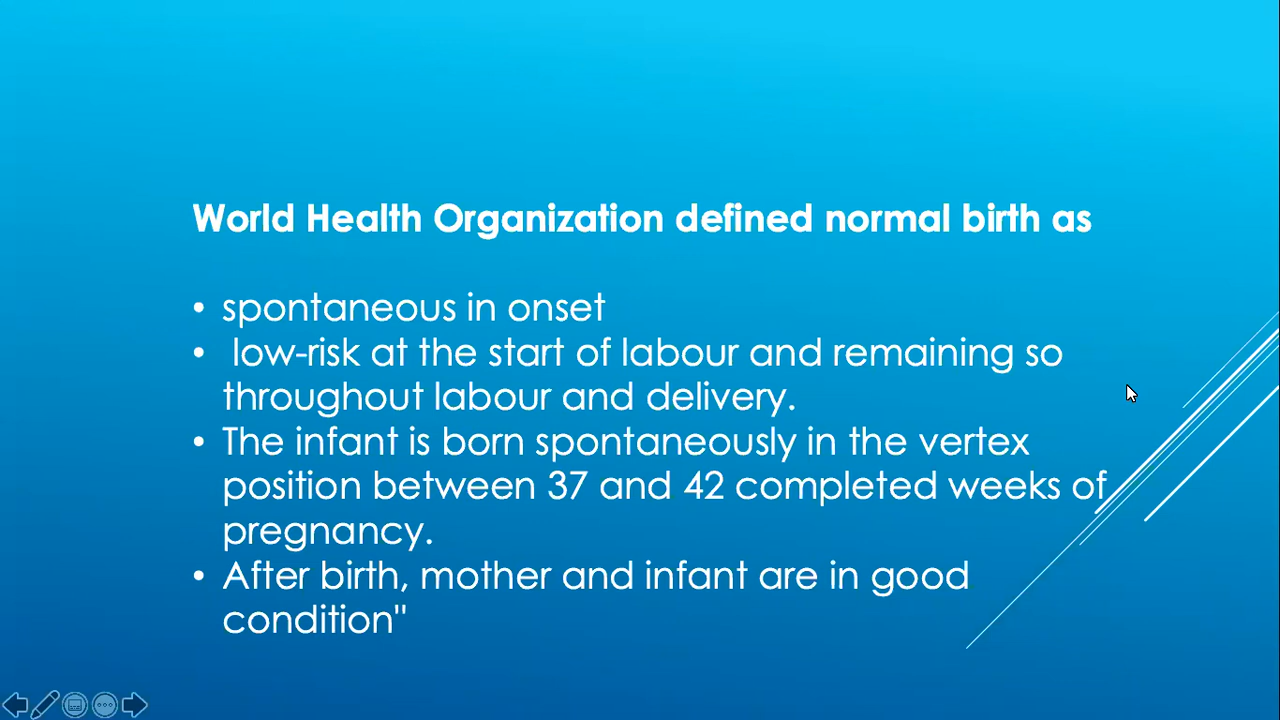 World Health Organization defined normal birth as
• spontaneous in onset
• low-risk at the start of labour and remaining so
throughout labour and delivery.
• The infant is born spontaneously in the vertex
position between 37 and 42 completed weeks of
pregnancy.
• After birth, mother and infant are in good
condition"